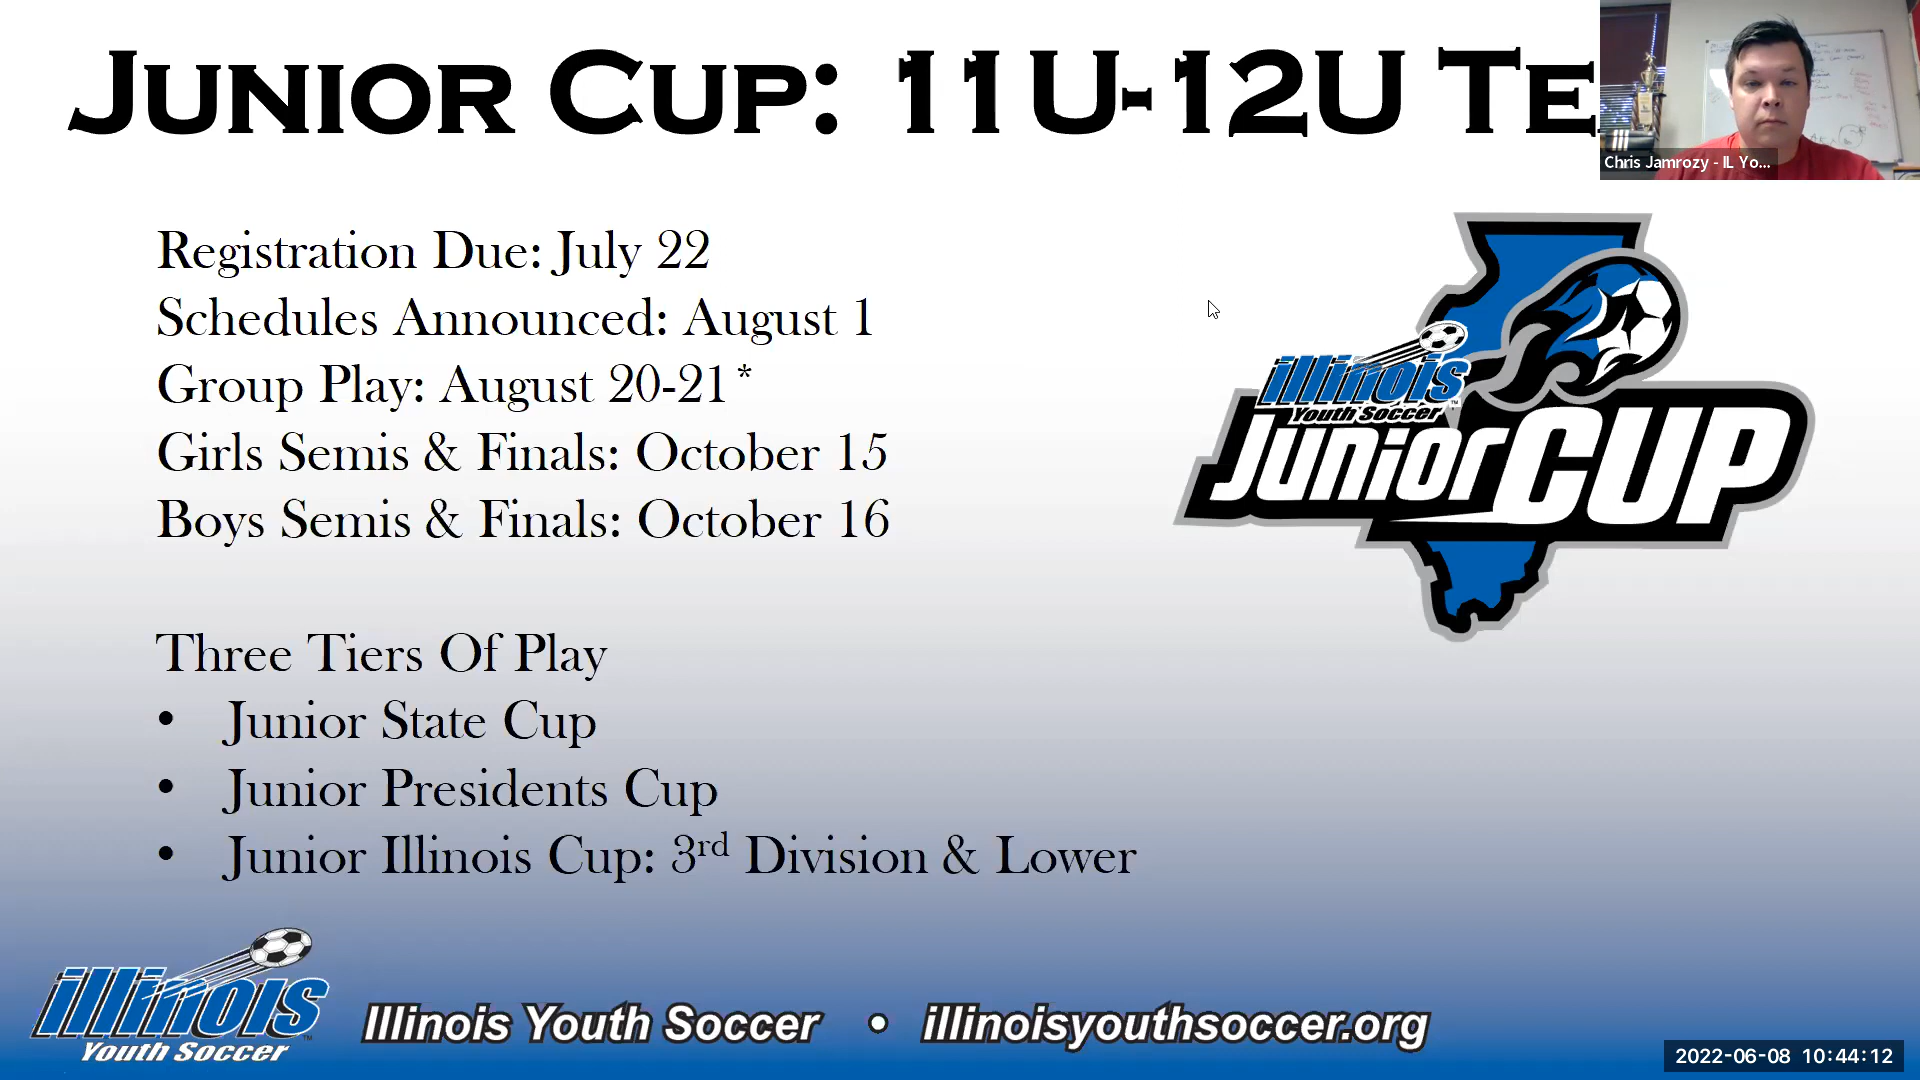 Junior Cup: 11U-12U Te
Chris Jamrozy - IL Yo...
Registration Due: July 22
Schedules Announced: August 1
Group Play: August 20-21*
Girls Semis & Finals: October 15
Boys Semis & Finals: October 16
illinois
Youth Soccer
Junior CUP
Three Tiers Of Play
• Junior State Cup
• Junior Presidents Cup
• Junior Illinois Cup: 3rd Division & Lower
illinois
Youth Soccer
Illinois Youth Soccer • illinoisyouthsoccer.org
2022-06-08 10:44:12